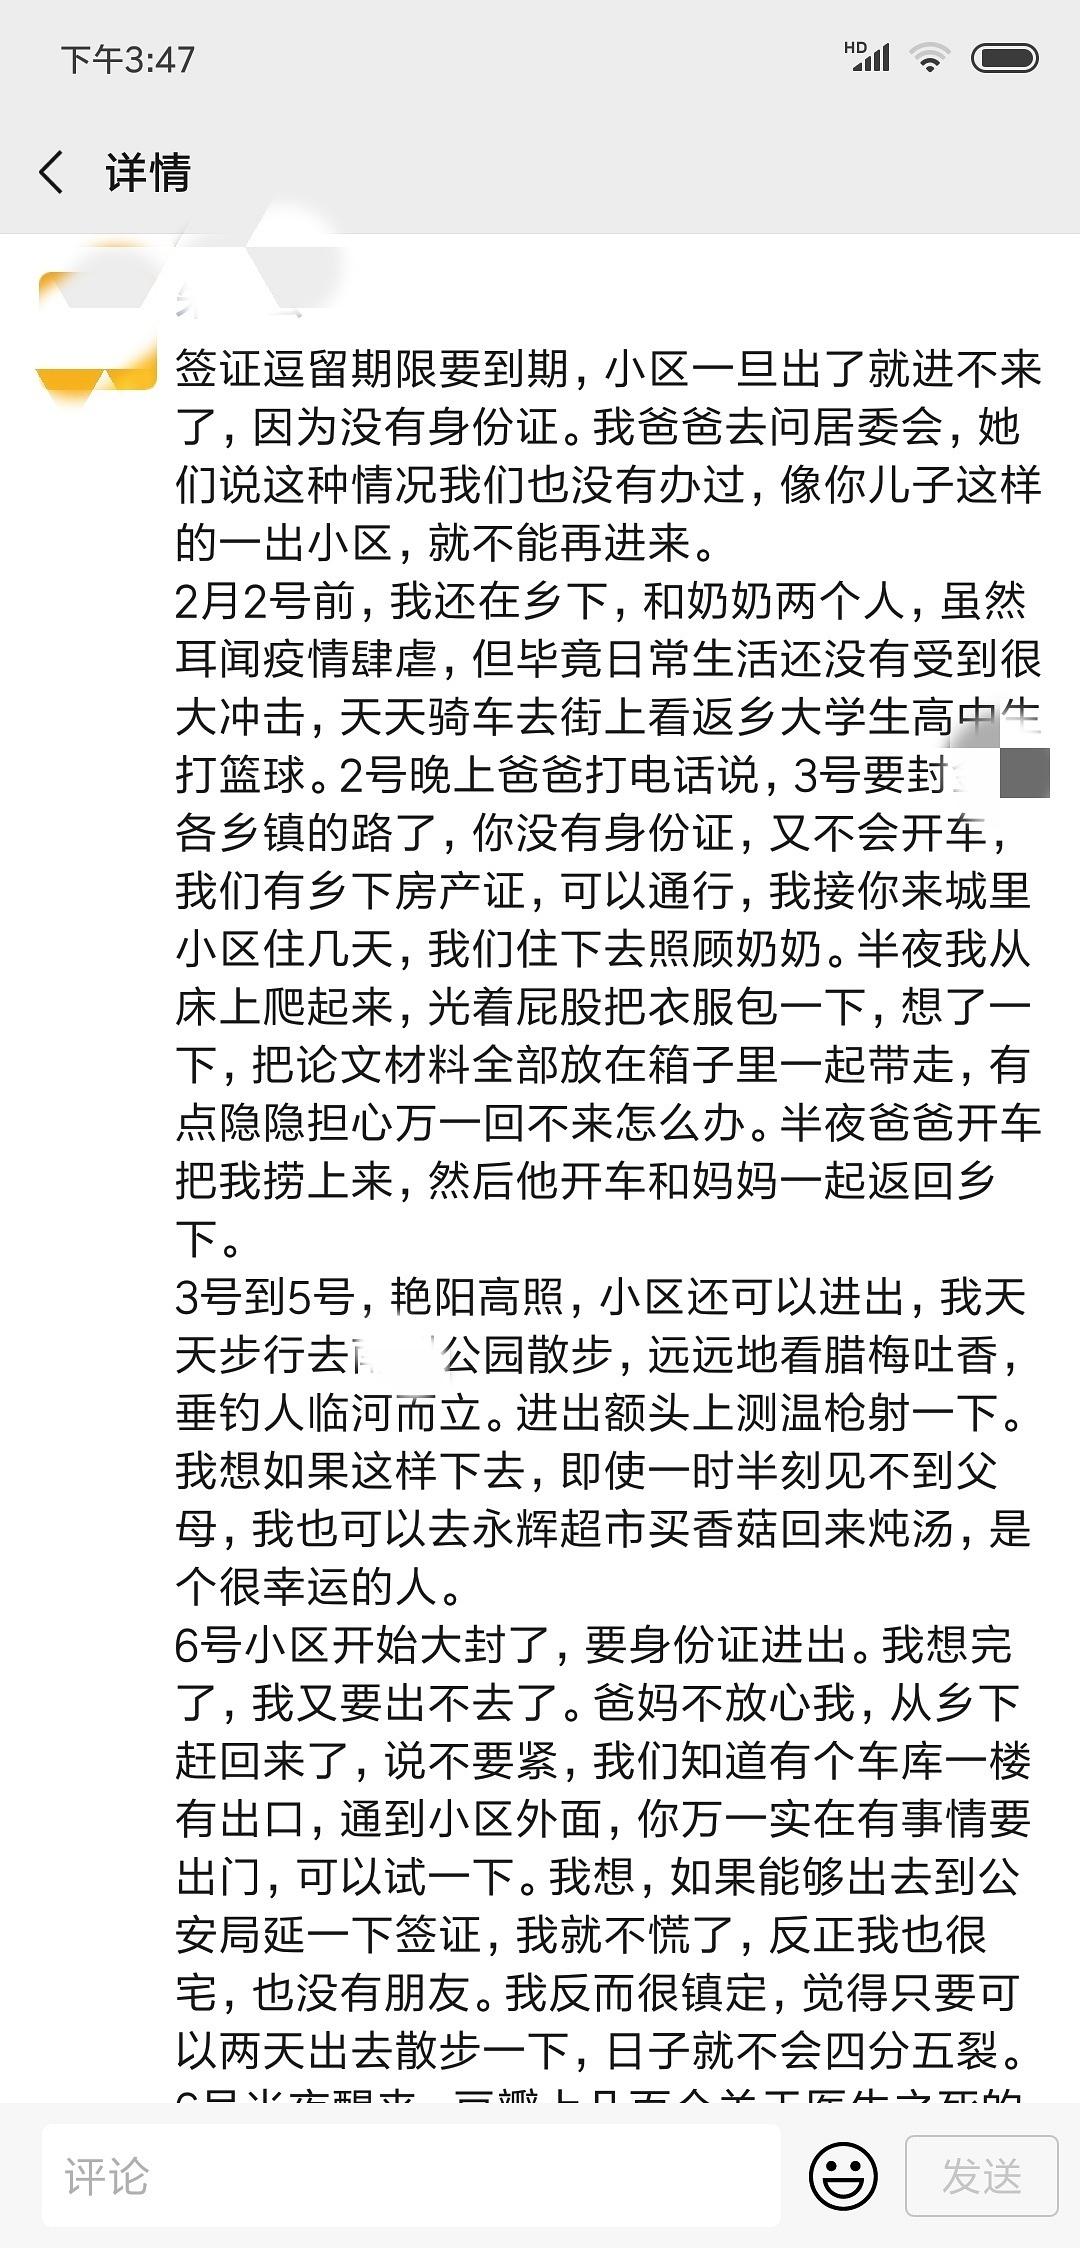 下午3:47
HD
详情
签证逗留期限要到期，小区一旦出了就进不来
了，因为没有身份证。我爸爸去问居委会，她
们说这种情况我们也没有办过，像你儿子这样
的一出小区，就不能再进来。
2月2号前，我还在乡下，和奶奶两个人，虽然
耳闻疫情肆虐，但毕竟日常生活还没有受到很
大冲击，天天骑车去街上看返乡大学生高中生
打篮球。2号晚上爸爸打电话说，3号要封
各乡镇的路了，你没有身份证，又不会开车，
我们有乡下房产证，可以通行，我接你来城里
小区住几天，我们住下去照顾奶奶。半夜我从
床上爬起来，光着屁股把衣服包一下，想了一
下，把论文材料全部放在箱子里一起带走，有
点隐隐担心万一回不来怎么办。半夜爸爸开车
把我捞上来，然后他开车和妈妈一起返回乡
下。
3号到5号，艳阳高照，小区还可以进出，我天
天步行去公园散步，远远地看腊梅吐香，
垂钓人临河而立。进出额头上测温枪射一下。
我想如果这样下去，即使一时半刻见不到父
母，我也可以去永辉超市买香菇回来炖汤，是
个很幸运的人。
6号小区开始大封了，要身份证进出。我想完
了，我又要出不去了。爸妈不放心我，从乡下
赶回来了，说不要紧，我们知道有个车库一楼
有出口，通到小区外面，你万一实在有事情要
出门，可以试一下。我想，如果能够出去到公
安局延一下签证，我就不慌了，反正我也很
宅，也没有朋友。我反而很镇定，觉得只要可
以两天出去散步一下，日子就不会四分五裂。
6号半夜醒来，豆瓣上几百个关于医生之死的
评论
发送